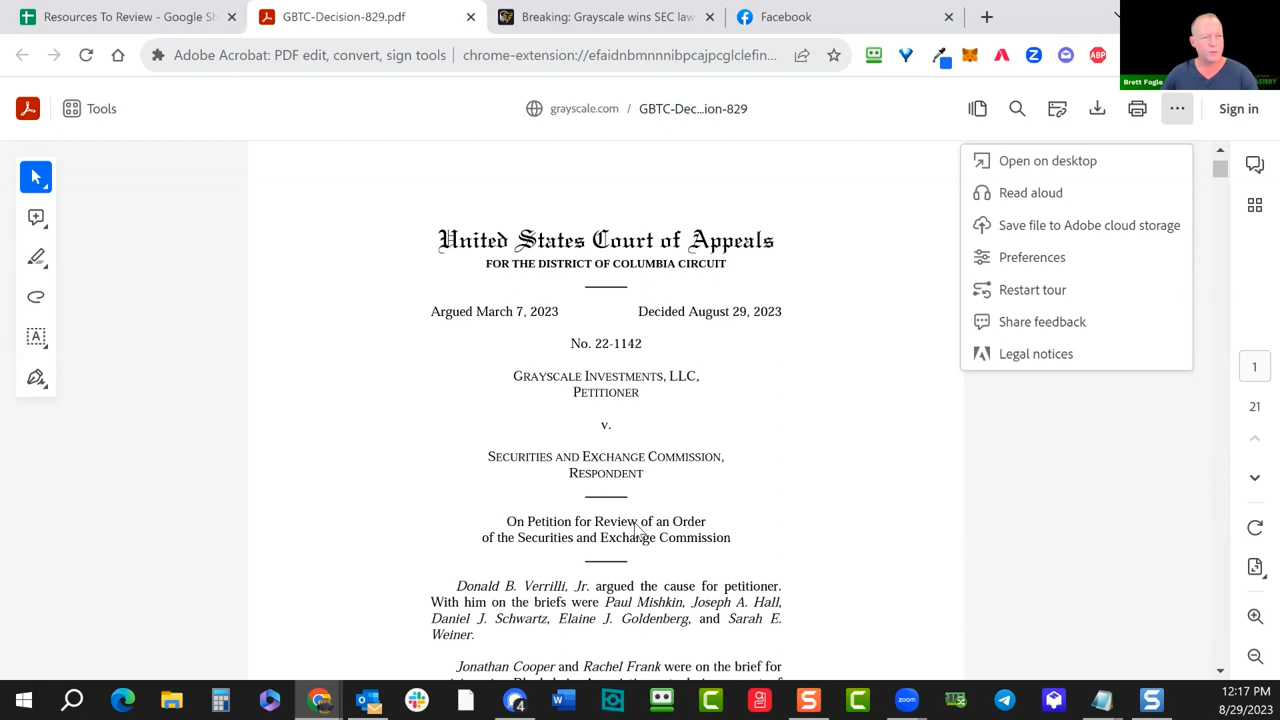 Resources To Review - Google Sh
GBTC-Decision-829.pdf
Breaking: Grayscale wins SEC law
Facebook
Adobe Acrobat: PDF edit, convert, sign tools
chrome-extension://efaidnbmnnnibpcajpcglclefin...
ABP
Brett Fogle
Tools
grayscale.com / GBTC-Dec...ion-829
Sign in
Open on desktop
Read aloud
Save file to Adobe cloud storage
Preferences
Restart tour
Share feedback
Legal notices
United States Court of Appeals
FOR THE DISTRICT OF COLUMBIA CIRCUIT
Argued March 7, 2023 Decided August 29, 2023
No. 22-1142
GRAYSCALE INVESTMENTS, LLC,
PETITIONER
v.
SECURITIES AND EXCHANGE COMMISSION,
RESPONDENT
On Petition for Review of an Order
of the Securities and Exchange Commission
Donald B. Verrilli, Jr. argued the cause for petitioner.
With him on the briefs were Paul Mishkin, Joseph A. Hall,
Daniel J. Schwartz, Elaine J. Goldenberg, and Sarah E.
Weiner.
Jonathan Cooper and Rachel Frank were on the brief for
1
21
12:17 PM
8/29/2023